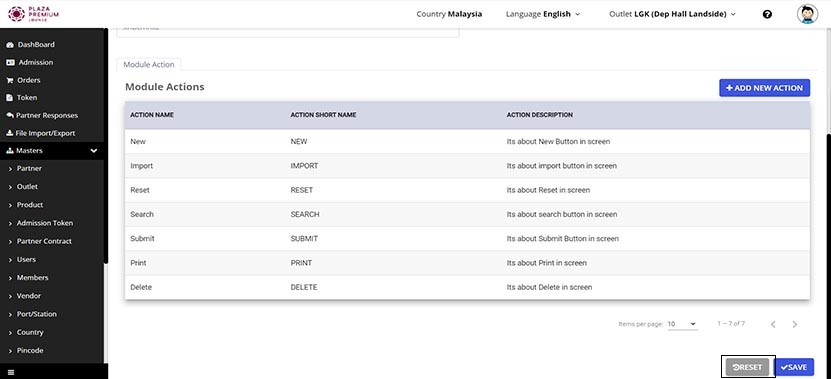 PLAZA
PREMIUM
LOUNGE
Country Malaysia
Language English
Outlet LGK (Dep Hall Landside)
DashBoard
Admission
Orders
Token
Partner Responses
File Import/Export
Masters
Partner
Outlet
Product
Admission Token
Partner Contract
Users
Members
Vendor
Port/Station
Country
Pincode
Module Action
Module Actions
+ ADD NEW ACTION
ACTION NAME ACTION SHORT NAME ACTION DESCRIPTION
New NEW Its about New Button in screen
Import IMPORT Its about import button in screen
Reset RESET Its about Reset in screen
Search SEARCH Its about search button in screen
Submit SUBMIT Its about Submit Button in screen
Print PRINT Its about Print in screen
Delete DELETE Its about Delete in screen
Items per page: 10 1 – 7 of 7
RESET
SAVE